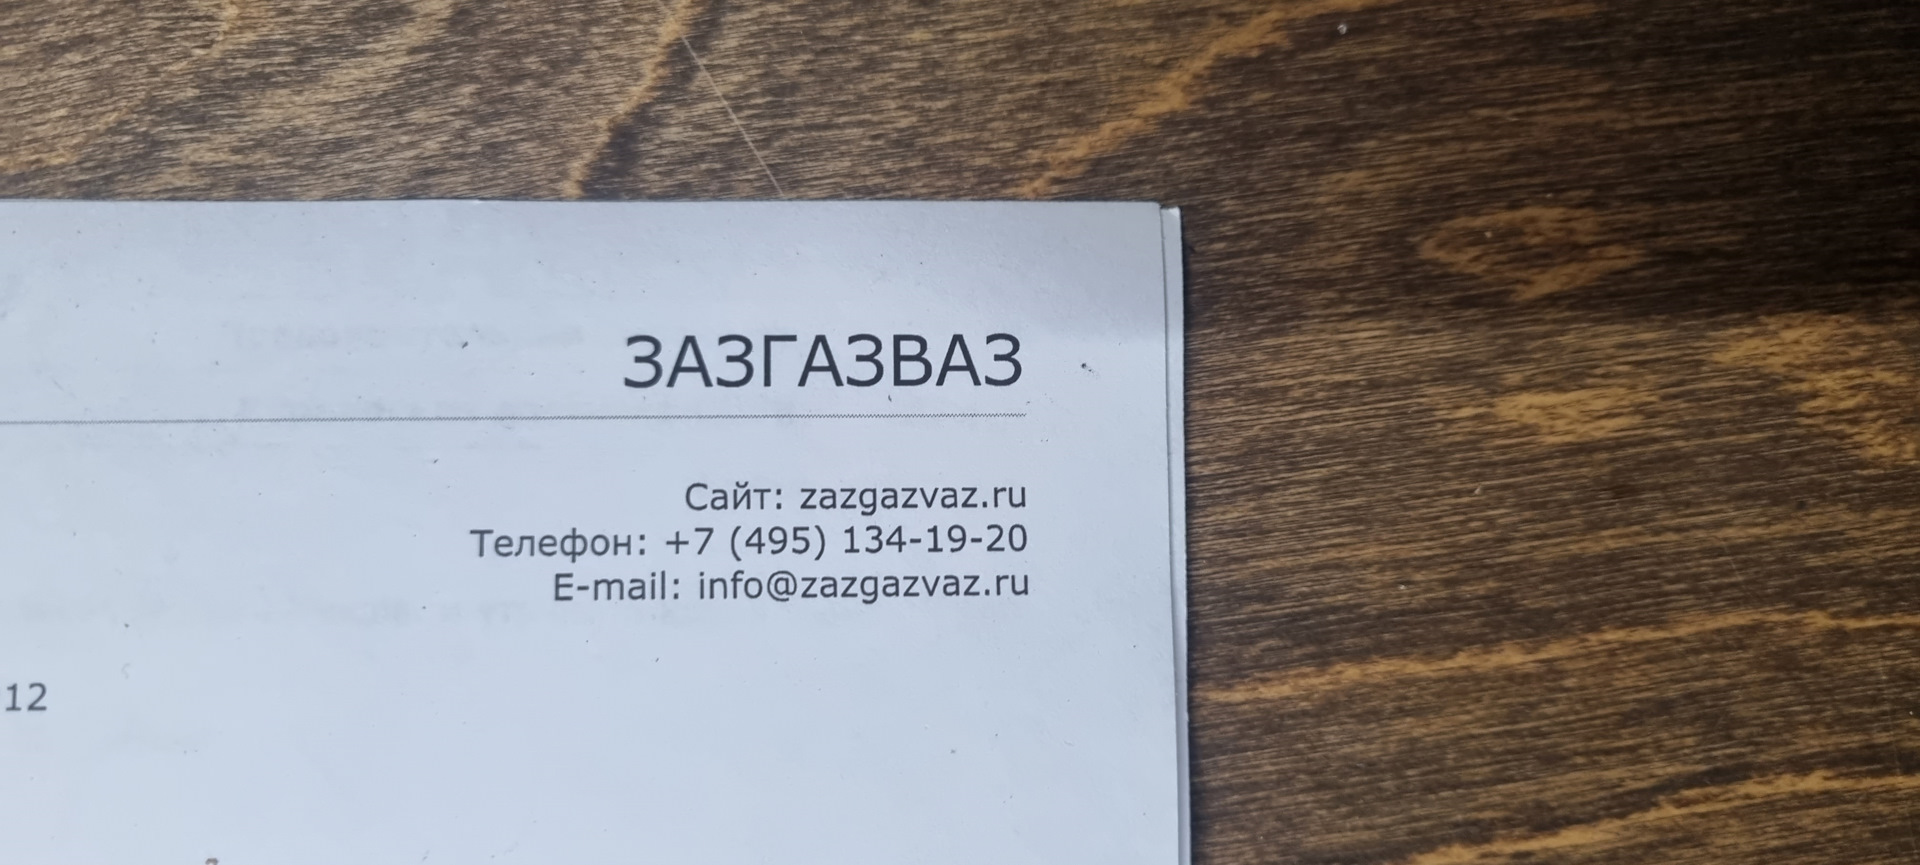 ЗАЗГАЗВАЗ
Сайт: zazgazvaz.ru
Телефон: +7 (495) 134-19-20
E-mail: info@zazgazvaz.ru
12